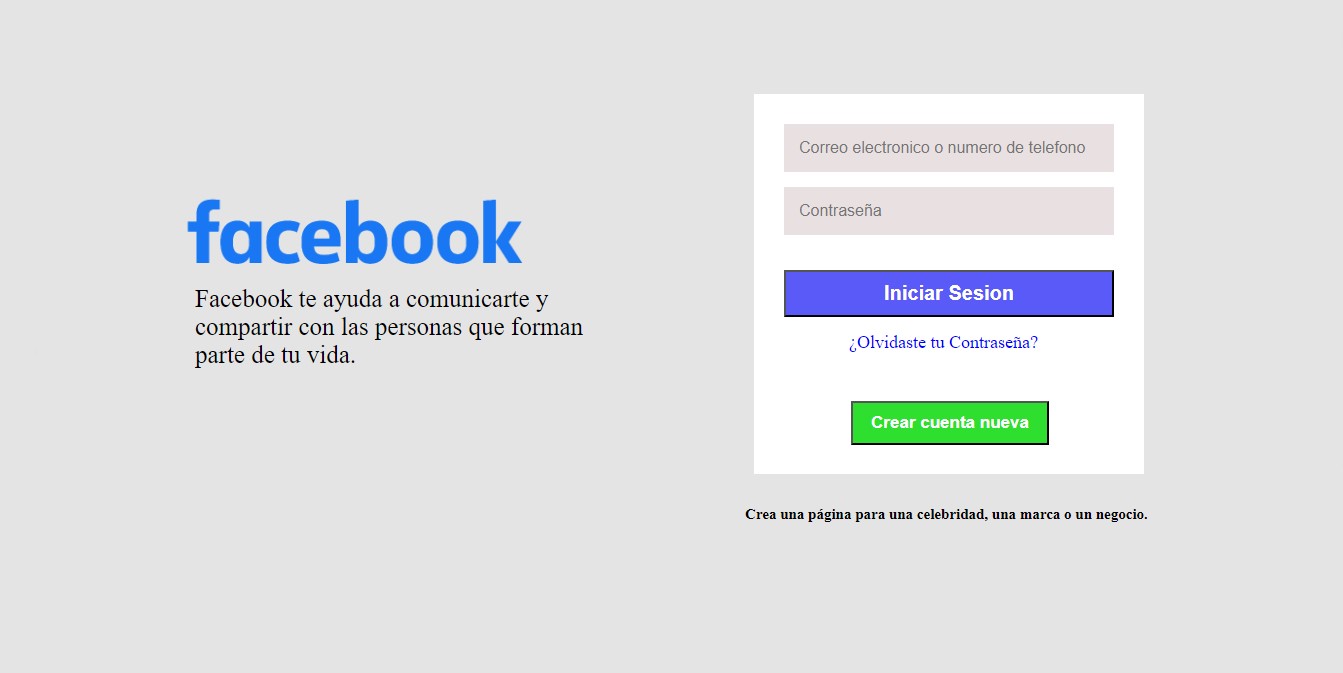 facebook
Facebook te ayuda a comunicarte y
compartir con las personas que forman
parte de tu vida.
Correo electronico o numero de telefono
Contraseña
Iniciar Sesion
¿Olvidaste tu Contraseña?
Crear cuenta nueva
Crea una página para una celebridad, una marca o un negocio.